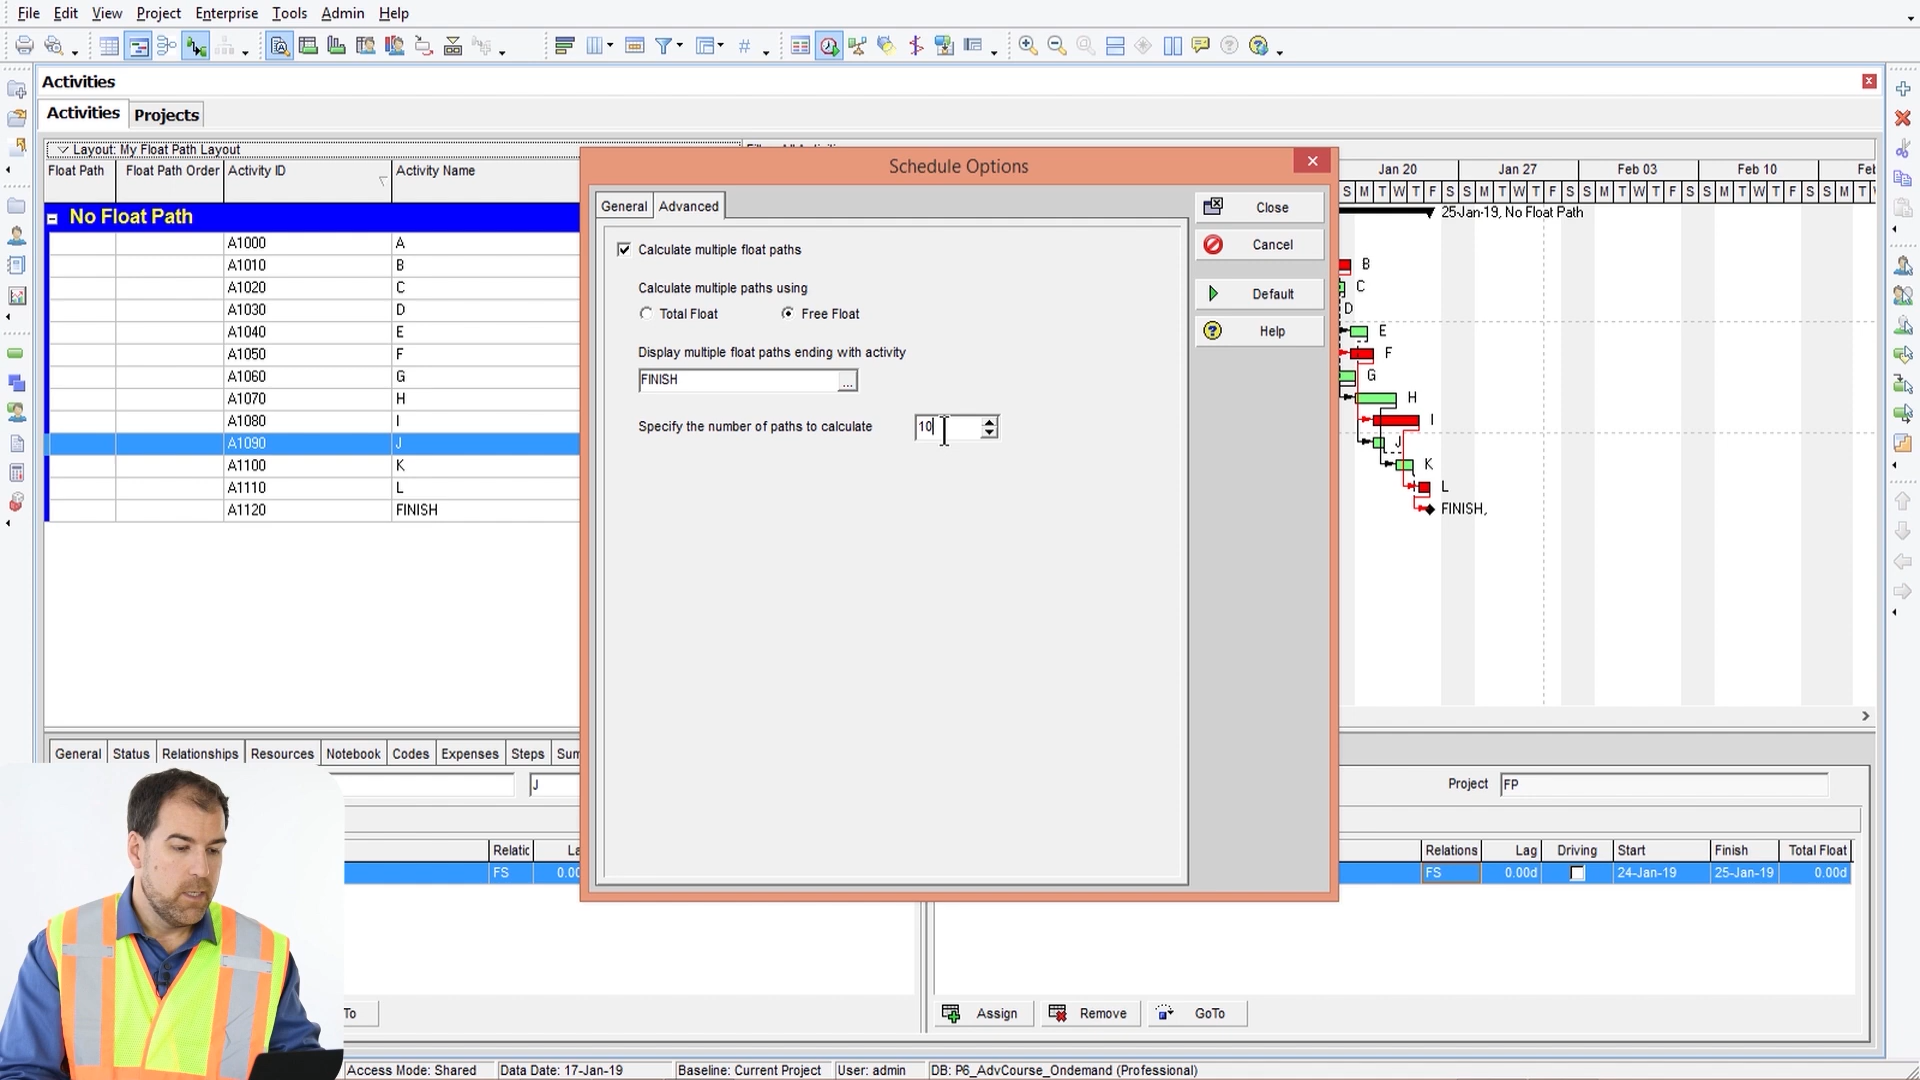 File Edit View Project Enterprise Tools Admin Help
Activities
Activities Projects
Layout: My Float Path Layout
Float Path Float Path Order Activity ID Activity Name
No Float Path
A1000 A
A1010 B
A1020 C
A1030 D
A1040 E
A1050 F
A1060 G
A1070 H
A1080 I
A1090 J
A1100 K
A1110 L
A1120 FINISH
Schedule Options
General Advanced
Calculate multiple float paths
Calculate multiple paths using
Total Float Free Float
Display multiple float paths ending with activity
FINISH ...
Specify the number of paths to calculate 10
Close
Cancel
Default
Help
Jan 20 Jan 27 Feb 03 Feb 10 Feb
S M T W T F S S M T W T F S S M T W T F S S M T W T F S S M T
25-Jan-19, No Float Path
B
C
D
E
F
G
H
I
J
K
L
FINISH,
General Status Relationships Resources Notebook Codes Expenses Steps Sum
J
Project FP
Relatic La
FS 0.00
Relations Lag Driving Start Finish Total Float
FS 0.00d 24-Jan-19 25-Jan-19 0.00d
To
Assign Remove GoTo
Access Mode: Shared Data Date: 17-Jan-19 Baseline: Current Project User: admin DB: P6_AdvCourse_Ondemand (Professional)